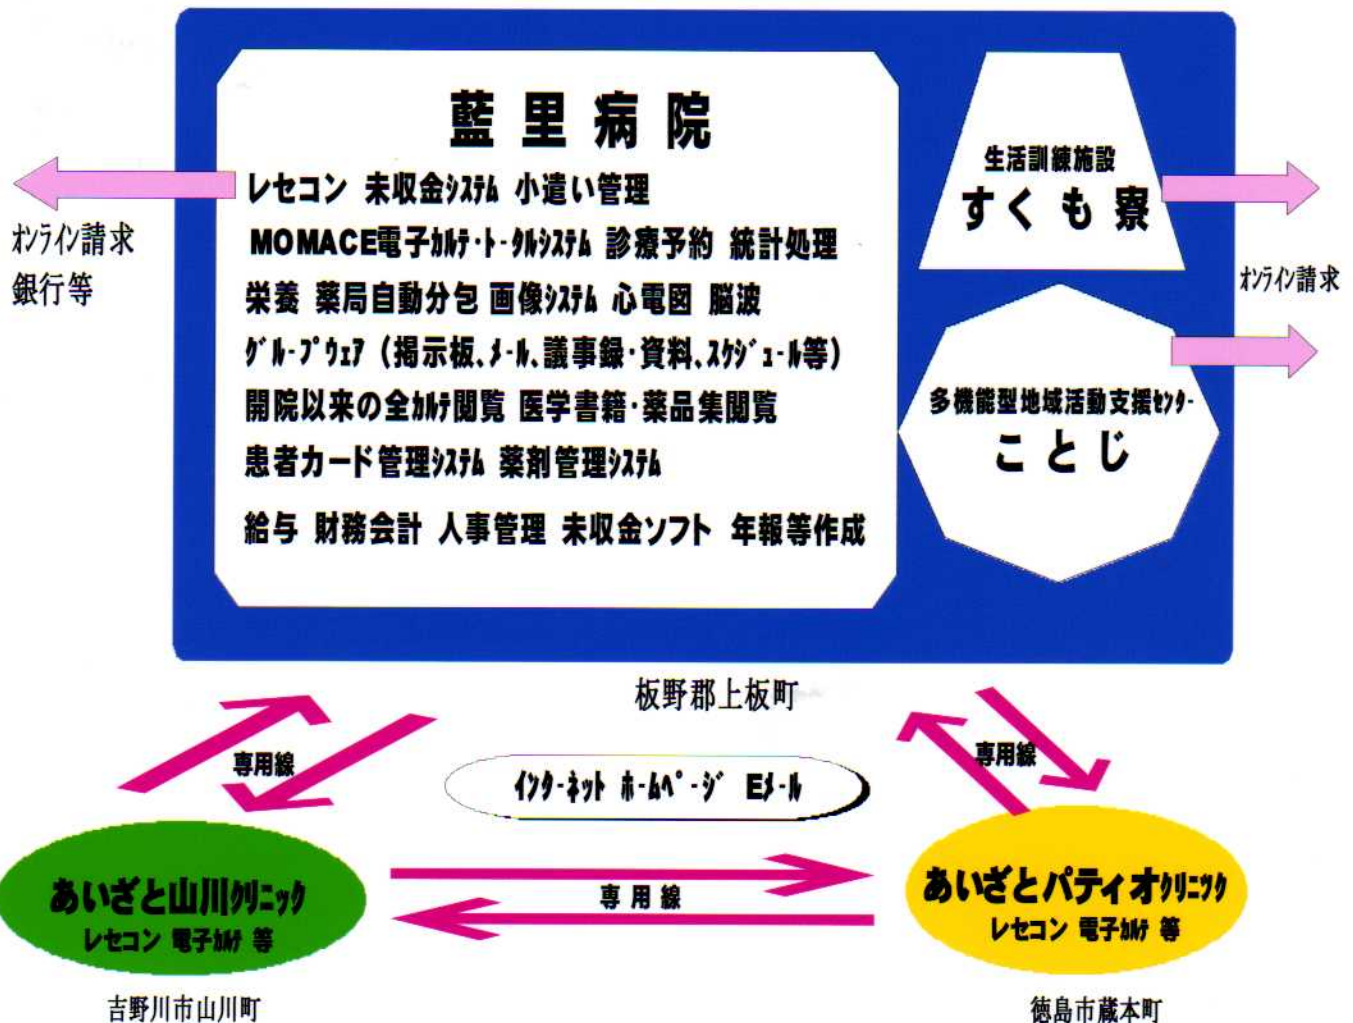 藍里病院
レセコン 未収金ｼｽﾃﾑ 小遣い管理
MOMACE電子ｶﾙﾃ･ﾄ-ﾀﾙｼｽﾃﾑ 診療予約 統計処理
栄養 薬局自動分包 画像ｼｽﾃﾑ 心電図 脳波
ｸﾞﾙ-ﾌﾟｳｪｱ（掲示板､ﾒ-ﾙ､議事録･資料､ｽｹｼﾞｭ-ﾙ等）
開院以来の全ｶﾙﾃ閲覧 医学書籍･薬品集閲覧
患者カード管理ｼｽﾃﾑ 薬剤管理ｼｽﾃﾑ
給与 財務会計 人事管理 未収金ソフト 年報等作成
生活訓練施設
すくも寮
多機能型地域活動支援ｾﾝﾀ-
ことじ
ｵﾝﾗｲﾝ請求
銀行等
ｵﾝﾗｲﾝ請求
板野郡上板町
専用線
専用線
ｲﾝﾀ-ﾈｯﾄ ﾎ-ﾑﾍﾟ-ｼﾞ Eﾒ-ﾙ
専用線
あいざと山川ｸﾘﾆｯｸ
レセコン 電子ｶﾙﾃ 等
吉野川市山川町
あいざとパティオｸﾘﾆﾂｸ
レセコン 電子ｶﾙﾃ 等
徳島市蔵本町